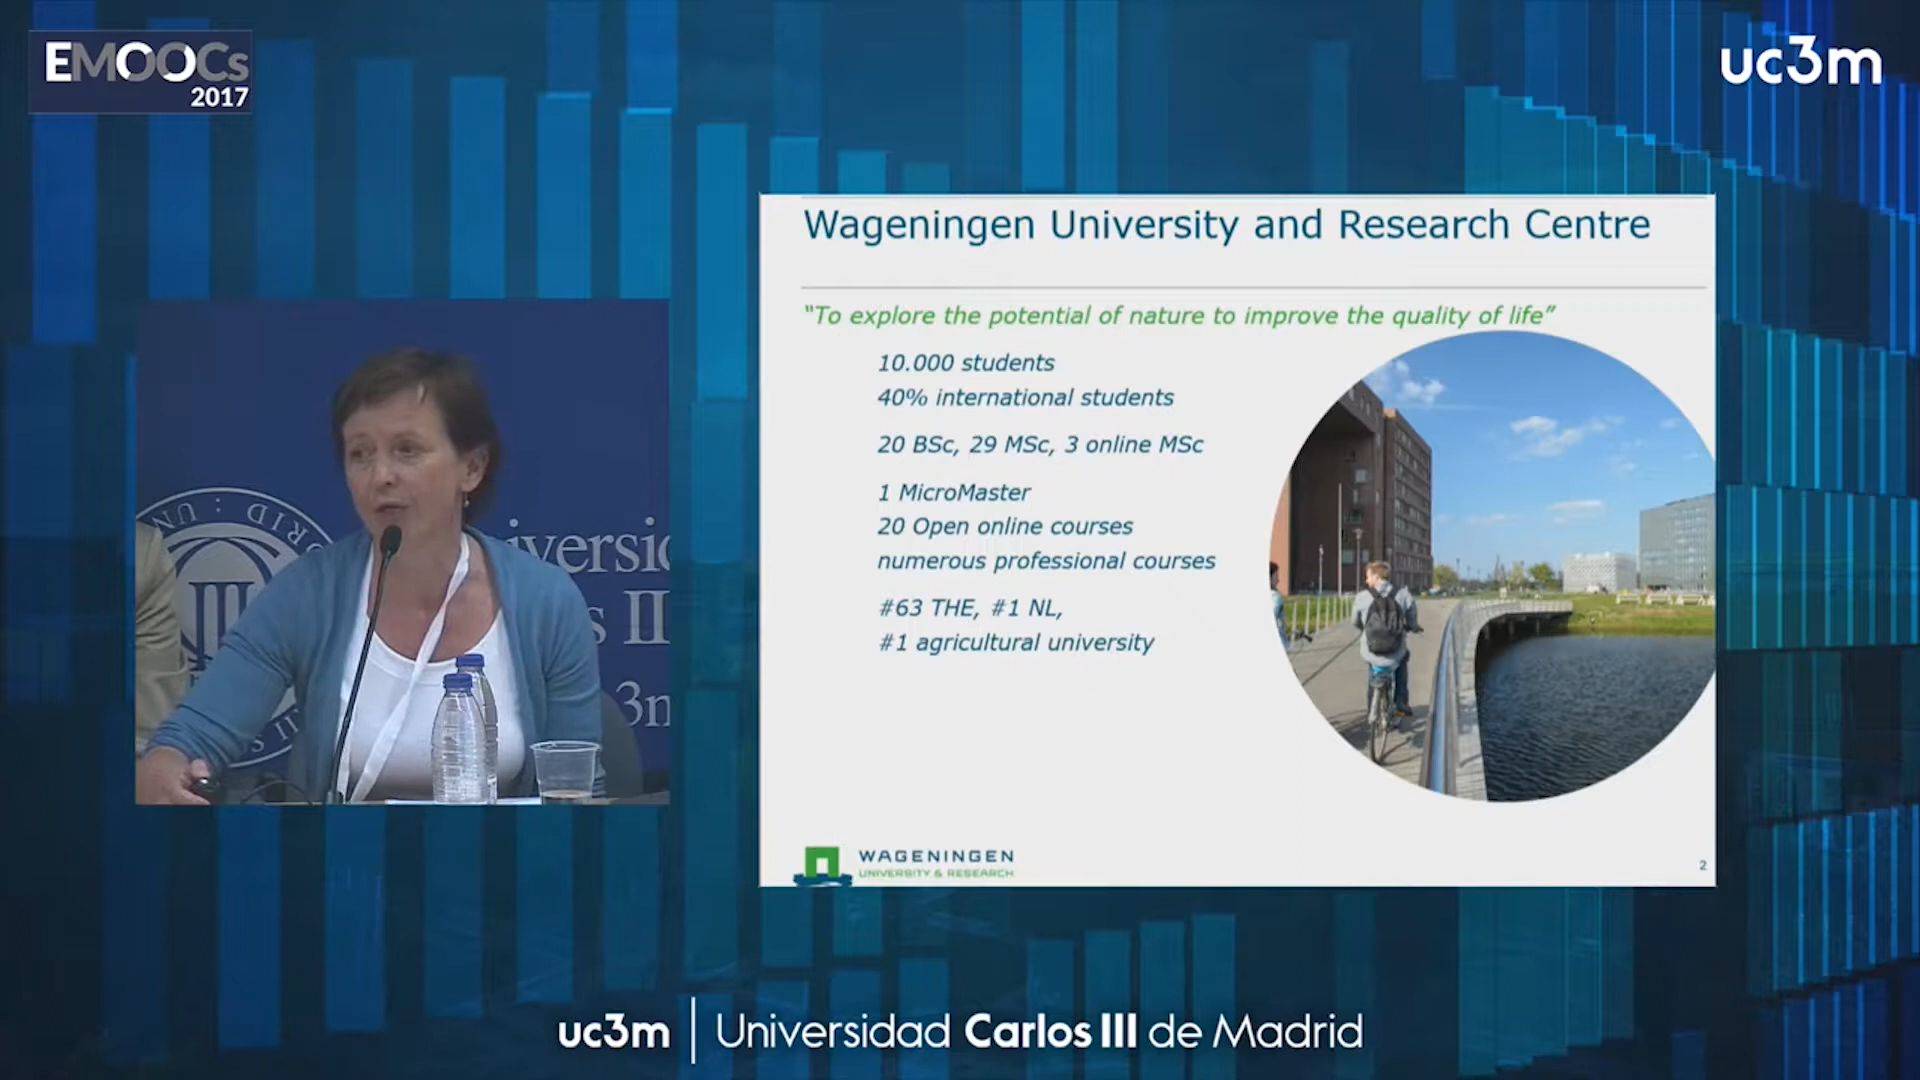 EMOOCs
2017
uc3m
Wageningen University and Research Centre
“To explore the potential of nature to improve the quality of life”
10.000 students
40% international students
20 BSc, 29 MSc, 3 online MSc
1 MicroMaster
20 Open online courses
numerous professional courses
#63 THE, #1 NL,
#1 agricultural university
WAGENINGEN
UNIVERSITY & RESEARCH
2
uc3m | Universidad Carlos III de Madrid